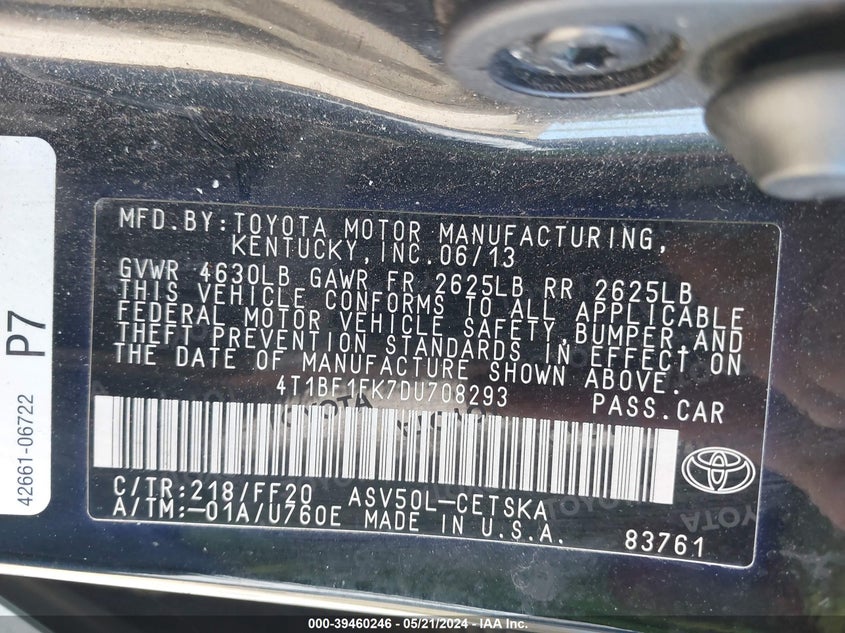 MFD.BY:TOYOTA MOTOR MANUFACTURING,
KENTUCKY,INC.06/13
GVWR 4630LB GAWR FR 2625LB RR 2625LB
THIS VEHICLE CONFORMS TO ALL APPLICABLE
FEDERAL MOTOR VEHICLE SAFETY,BUMPER,AND
THEFT PREVENTION STANDARDS IN EFFECT ON
THE DATE OF MANUFACTURE SHOWN ABOVE.
4T1BF1FK7DU708293
PASS.CAR
TOYOTA
TOYOTA
TOYOTA
C/TR:218/FF20 ASV50L-CETSKA
A/TM:-01A/U760E MADE IN U.S.A.
83761
42661-06722 P7
000-39460246 - 05/21/2024 - IAA Inc.